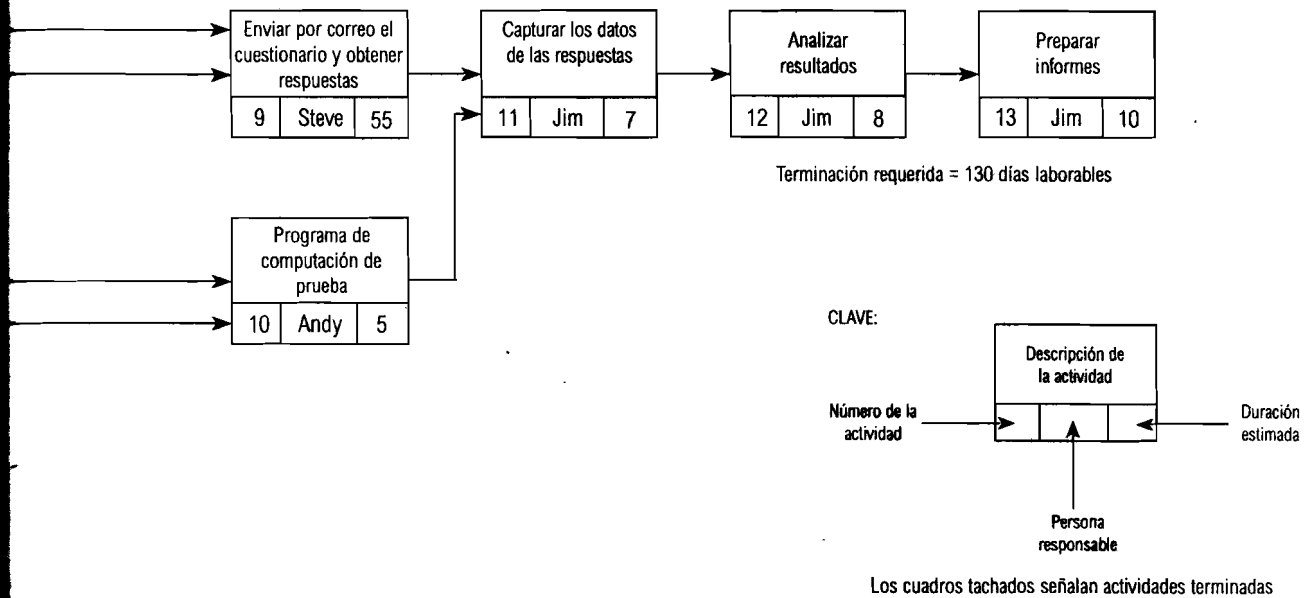 Enviar por correo el
cuestionario y obtener
respuestas
9 Steve 55
Capturar los datos
de las respuestas
11 Jim 7
Analizar
resultados
12 Jim 8
Preparar
informes
13 Jim 10
Terminación requerida = 130 días laborables
Programa de
computación de
prueba
10 Andy 5
CLAVE:
Descripción de
la actividad
Número de la
actividad
Duración
estimada
Persona
responsable
Los cuadros tachados señalan actividades terminadas